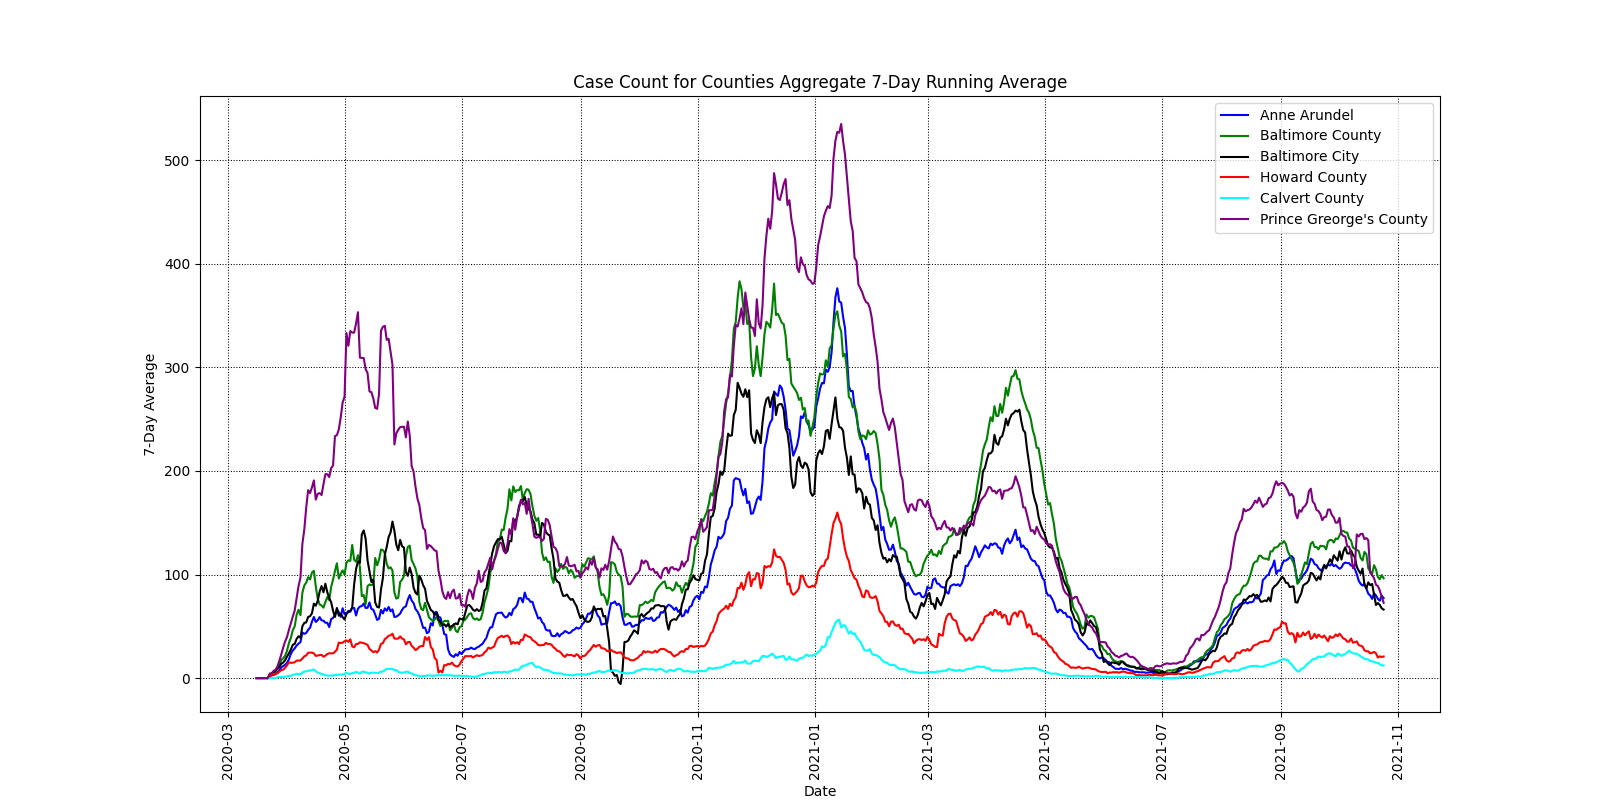 Case Count for Counties Aggregate 7-Day Running Average
Anne Arundel
Baltimore County
Baltimore City
Howard County
Calvert County
Prince Greorge's County
7-Day Average
500
400
300
200
100
0
2020-03
2020-05
2020-07
2020-09
2020-11
2021-01
2021-03
2021-05
2021-07
2021-09
2021-11
Date